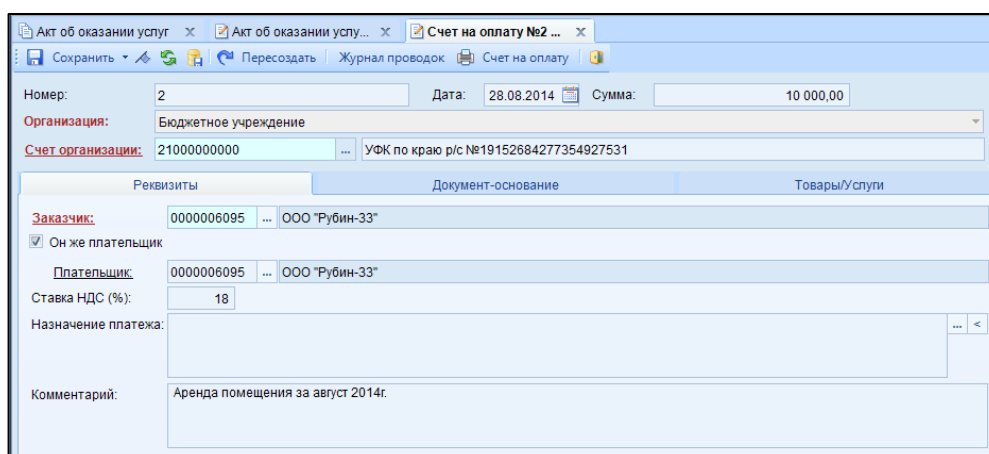 Акт об оказании услуг x Акт об оказании услу... x Счет на оплату №2 ... x
Сохранить Пересоздать Журнал проводок Счет на оплату
Номер: 2 Дата: 28.08.2014 Сумма: 10 000,00
Организация: Бюджетное учреждение
Счет организации: 21000000000 ... УФК по краю р/с №19152684277354927531
Реквизиты Документ-основание Товары/Услуги
Заказчик: 0000006095 ... ООО "Рубин-33"
Он же плательщик
Плательщик: 0000006095 ... ООО "Рубин-33"
Ставка НДС (%): 18
Назначение платежа: ... <
Комментарий: Аренда помещения за август 2014г.